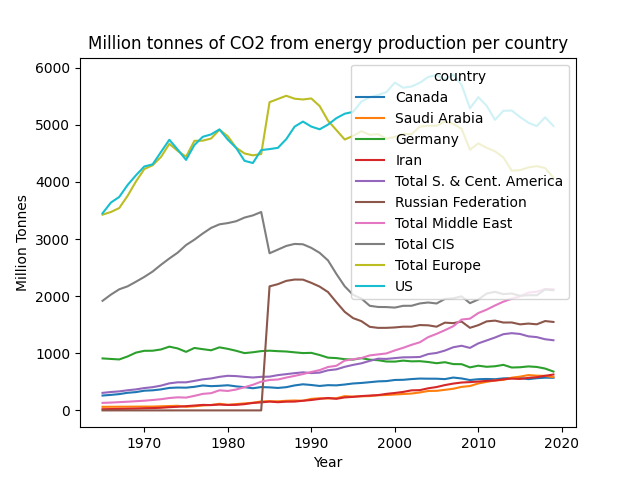 Million tonnes of CO2 from energy production per country
6000
5000
4000
3000
2000
1000
0
Million Tonnes
country
Canada
Saudi Arabia
Germany
Iran
Total S. & Cent. America
Russian Federation
Total Middle East
Total CIS
Total Europe
US
1970
1980
1990
2000
2010
2020
Year